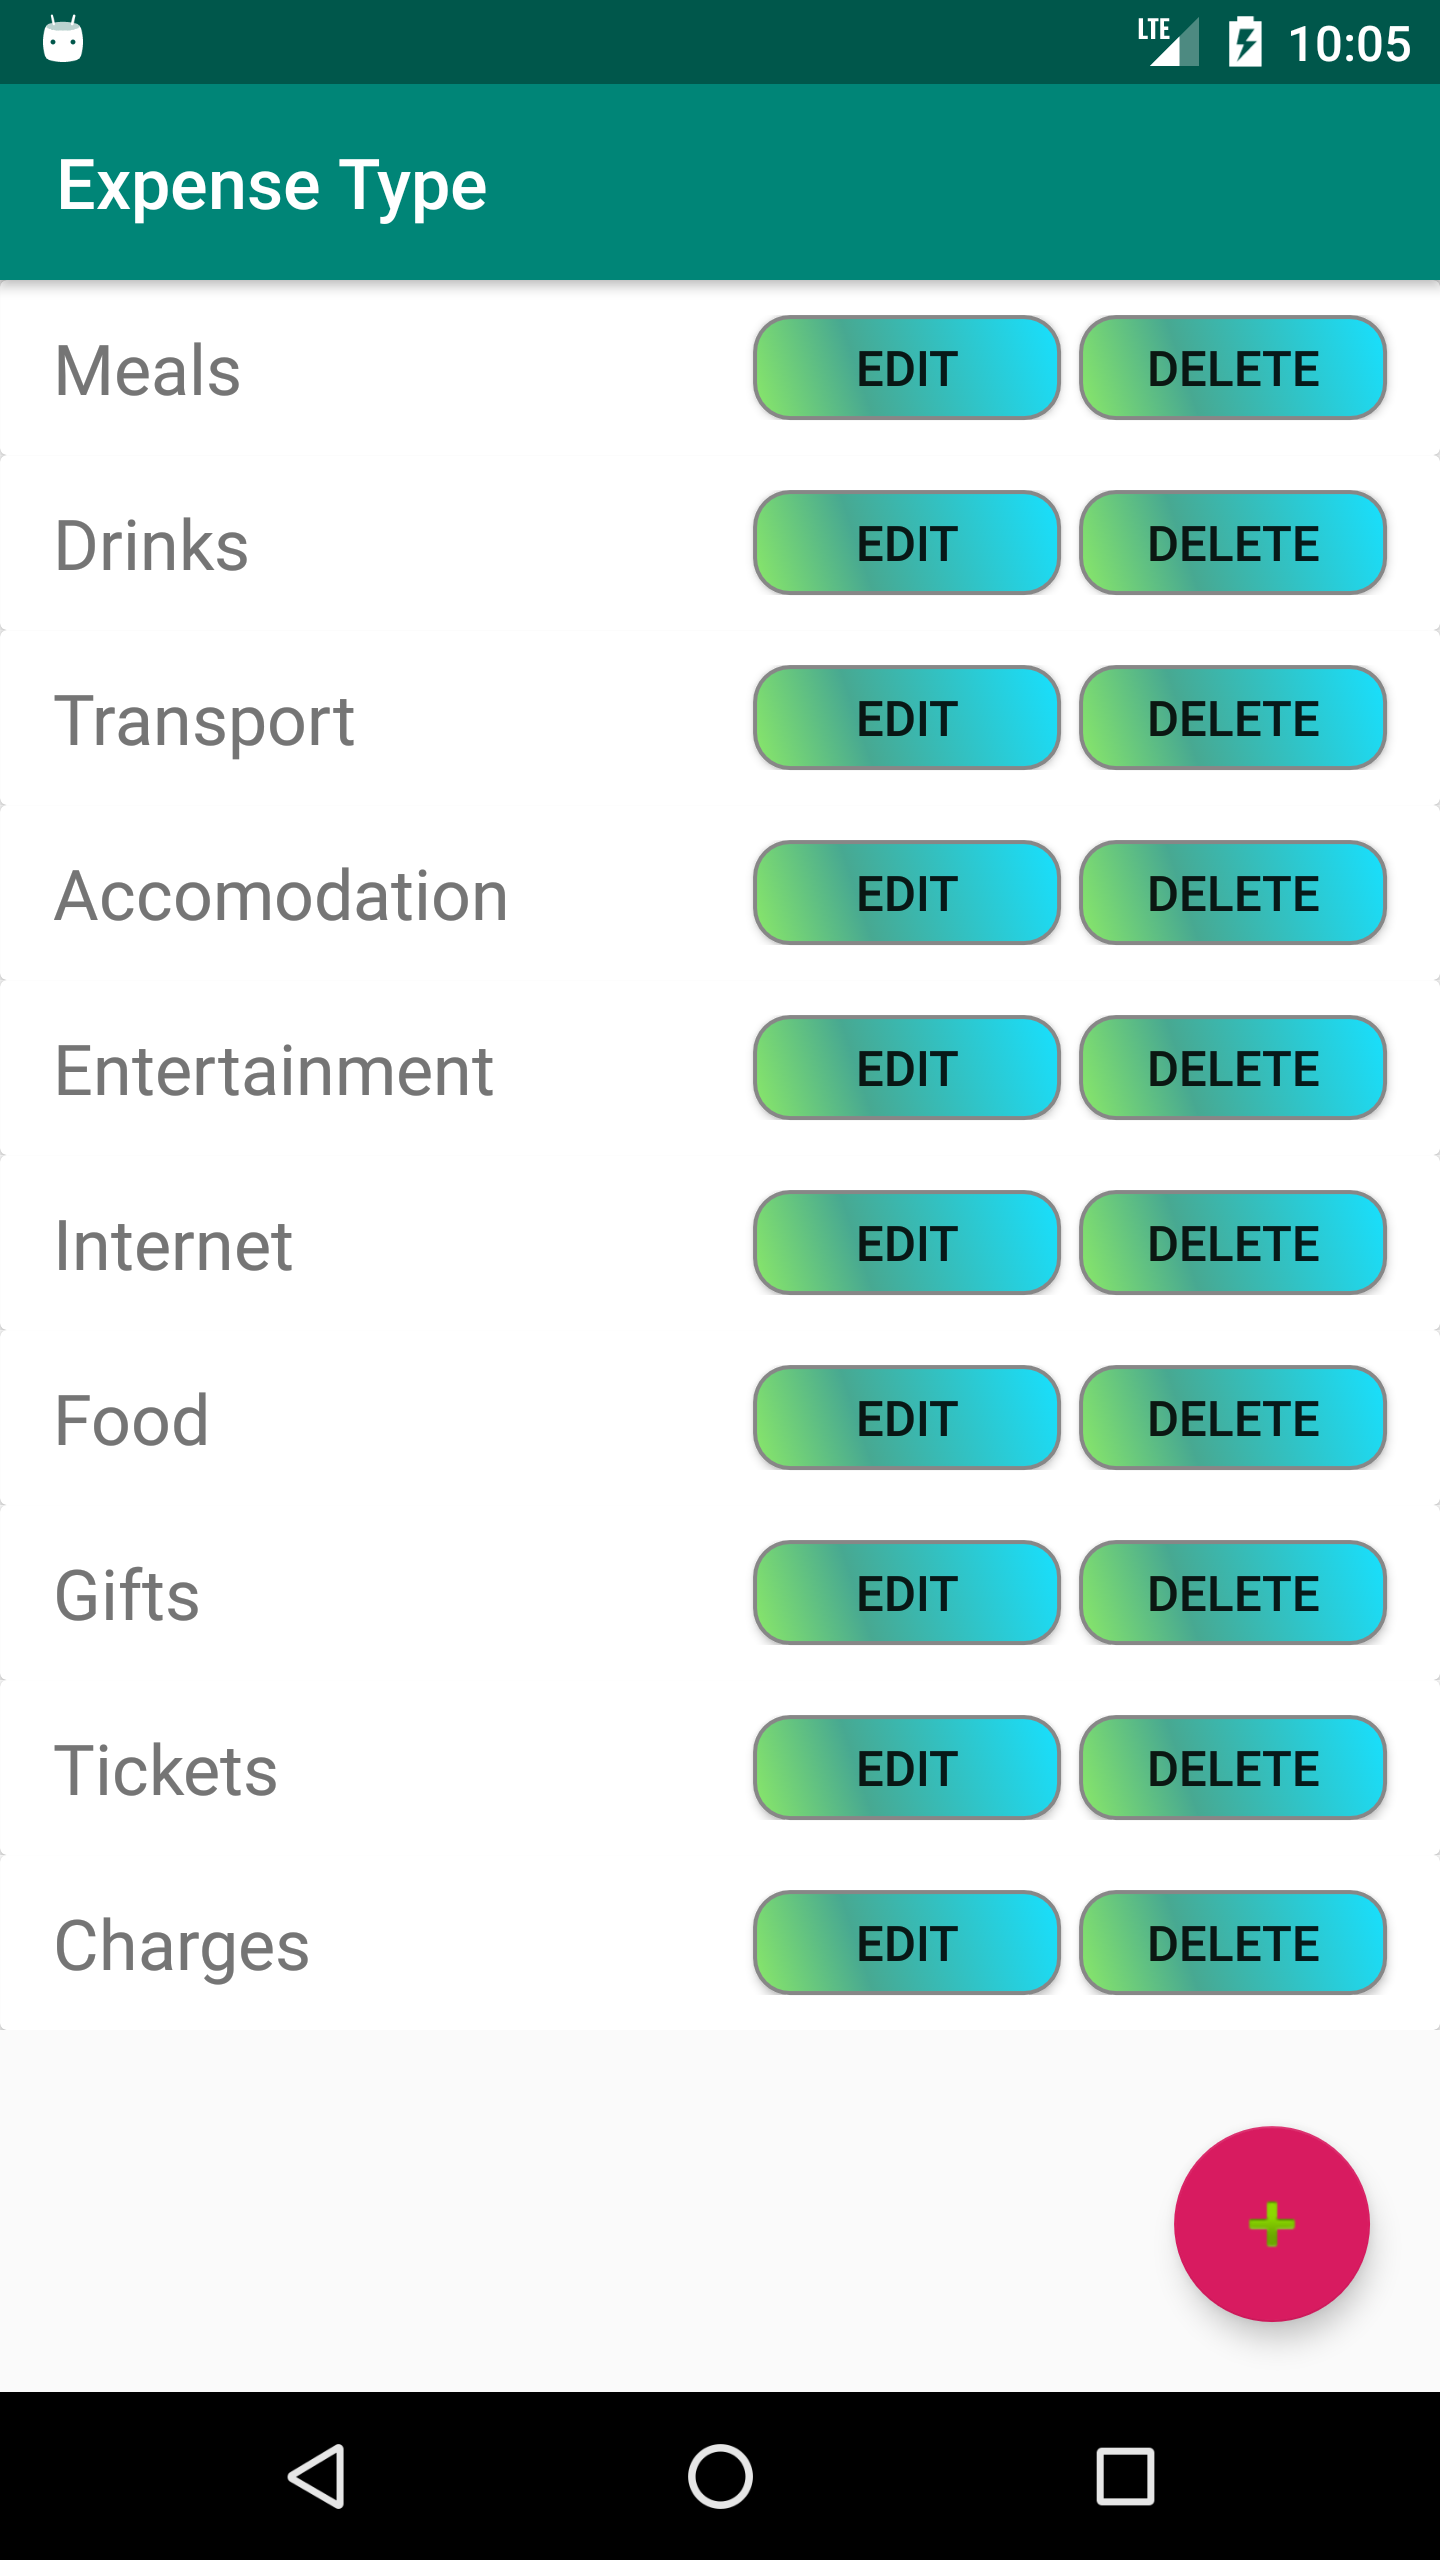 LTE 10:05
Expense Type
Meals EDIT DELETE
Drinks EDIT DELETE
Transport EDIT DELETE
Accomodation EDIT DELETE
Entertainment EDIT DELETE
Internet EDIT DELETE
Food EDIT DELETE
Gifts EDIT DELETE
Tickets EDIT DELETE
Charges EDIT DELETE